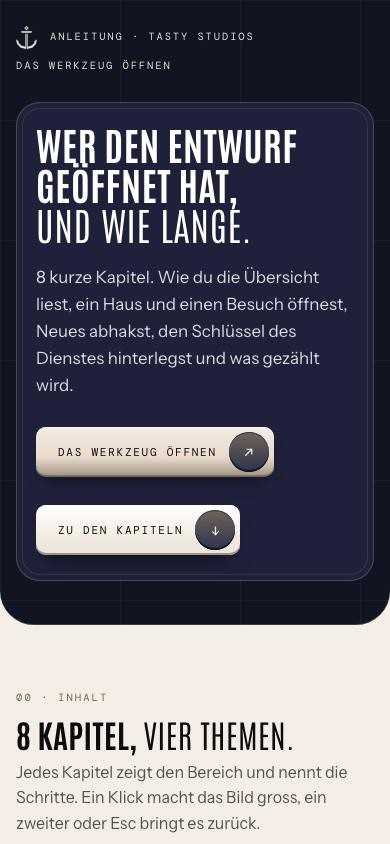 ANLEITUNG · TASTY STUDIOS
DAS WERKZEUG ÖFFNEN
WER DEN ENTWURF
GEÖFFNET HAT,
UND WIE LANGE.
8 kurze Kapitel. Wie du die Übersicht
liest, ein Haus und einen Besuch öffnest,
Neues abhakst, den Schlüssel des
Dienstes hinterlegst und was gezählt
wird.
DAS WERKZEUG ÖFFNEN
ZU DEN KAPITELN
00 · INHALT
8 KAPITEL, VIER THEMEN.
Jedes Kapitel zeigt den Bereich und nennt die
Schritte. Ein Klick macht das Bild gross, ein
zweiter oder Esc bringt es zurück.